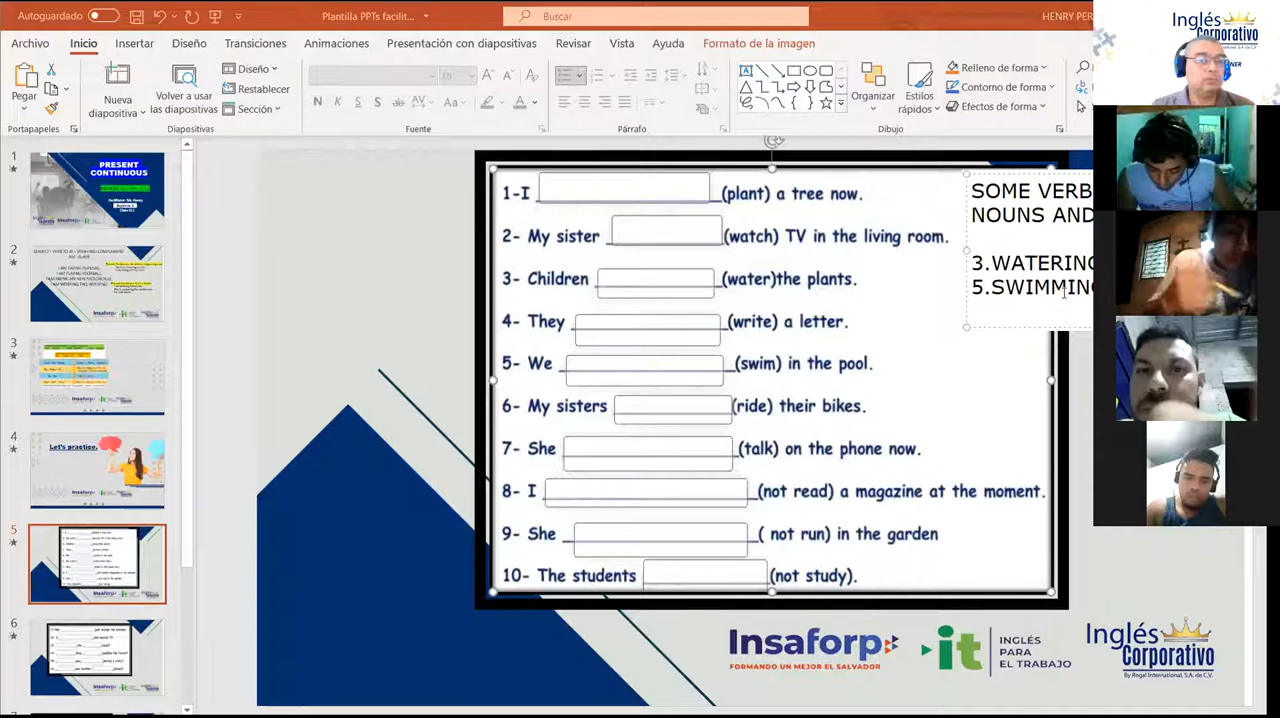 Autoguardado
Plantilla PPTs facilit...
Buscar
HENRY PER
Archivo
Inicio
Insertar
Diseño
Transiciones
Animaciones
Presentación con diapositivas
Revisar
Vista
Ayuda
Formato de la imagen
Pegar
Nueva diapositiva
Volver a usar las diapositivas
Diseño
Restablecer
Sección
Organizar
Estilos rápidos
Relleno de forma
Contorno de forma
Efectos de forma
Portapapeles
Diapositivas
Fuente
Párrafo
Dibujo
Inglés
Corporativo
1
PRESENT
CONTINUOUS
2
3
4
Let's practice.
5
6
1-I (plant) a tree now.
2- My sister (watch) TV in the living room.
3- Children (water)the plants.
4- They (write) a letter.
5- We (swim) in the pool.
6- My sisters (ride) their bikes.
7- She (talk) on the phone now.
8- I (not read) a magazine at the moment.
9- She ( not run) in the garden
10- The students (not study).
SOME VERB
NOUNS AND
3.WATERING
5.SWIMMING
Insaforp
FORMANDO UN MEJOR EL SALVADOR
it
INGLÉS
PARA
EL TRABAJO
Inglés
Corporativo
By Regal International, S.A. de C.V.